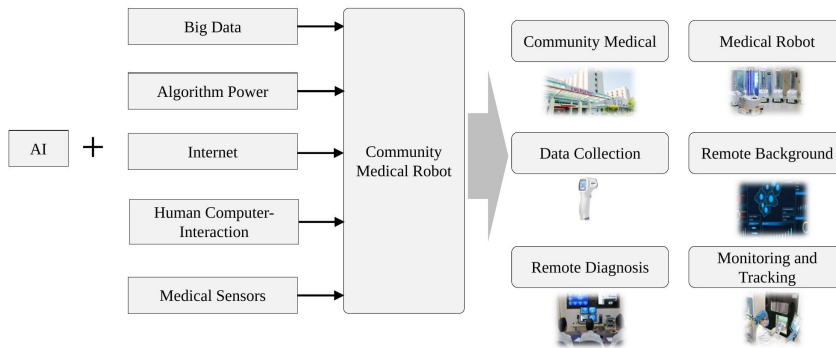 AI
+
Big Data
Algorithm Power
Internet
Human Computer-
Interaction
Medical Sensors
Community
Medical Robot
Community Medical
Medical Robot
Data Collection
Remote Background
Remote Diagnosis
Monitoring and
Tracking